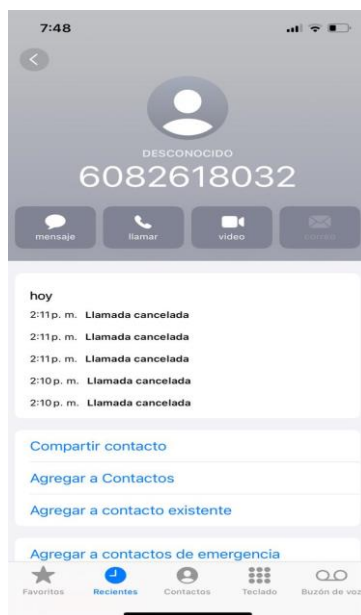 7:48
DESCONOCIDO
6082618032
mensaje llamar video correo
hoy
2:11 p. m. Llamada cancelada
2:11 p. m. Llamada cancelada
2:11 p. m. Llamada cancelada
2:10 p. m. Llamada cancelada
2:10 p. m. Llamada cancelada
Compartir contacto
Agregar a Contactos
Agregar a contacto existente
Agregar a contactos de emergencia
Favoritos Recientes Contactos Teclado Buzón de voz